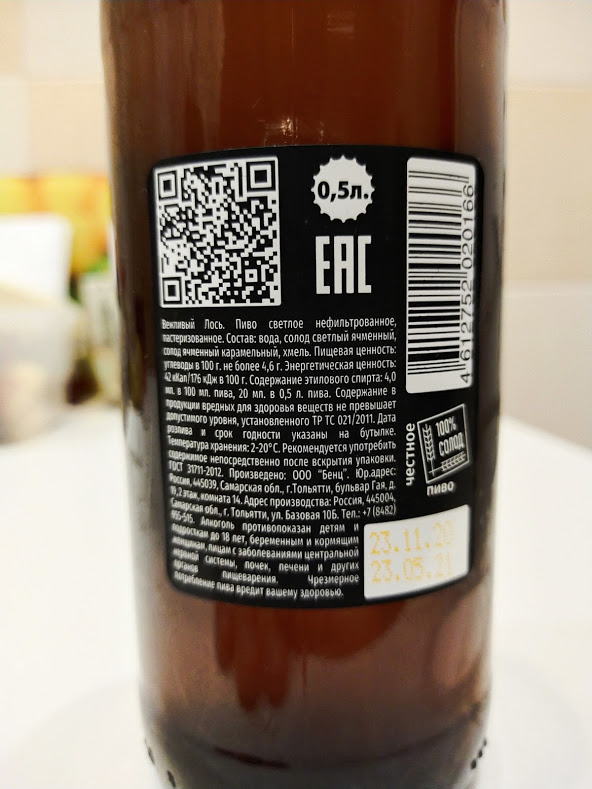 0,5л.
ЕАС
4 612752 020166
Вежливый Лось. Пиво светлое нефильтрованное,
пастеризованное. Состав: вода, солод светлый ячменный,
солод ячменный карамельный, хмель. Пищевая ценность:
углеводы в 100 г. не более 4,6 г. Энергетическая ценность:
42 кКал/176 кДж в 100 г. Содержание этилового спирта: 4,0
мл. в 100 мл. пива, 20 мл. в 0,5 л. пива. Содержание в
продукции вредных для здоровья веществ не превышает
допустимого уровня, установленного ТР ТС 021/2011. Дата
розлива и срок годности указаны на бутылке.
Температура хранения: 2-20°С. Рекомендуется употребить
содержимое непосредственно после вскрытия упаковки.
ГОСТ 31711-2012. Произведено: ООО "Бенц". Юр.адрес:
Россия, 445039, Самарская обл., г.Тольятти, бульвар Гая, д.
19,2 этаж, комната 14. Адрес производства: Россия, 445004,
Самарская обл., г. Тольятти, ул. Базовая 10Б. Тел.: +7 (8482)
955-515. Алкоголь противопоказан детям и
подросткам до 18 лет, беременным и кормящим
женщинам, лицам с заболеваниями центральной
нервной системы, почек, печени и других
органов пищеварения. Чрезмерное
потребление пива вредит вашему здоровью.
честное
100%
солод
пиво
23.11.20
23.05.21